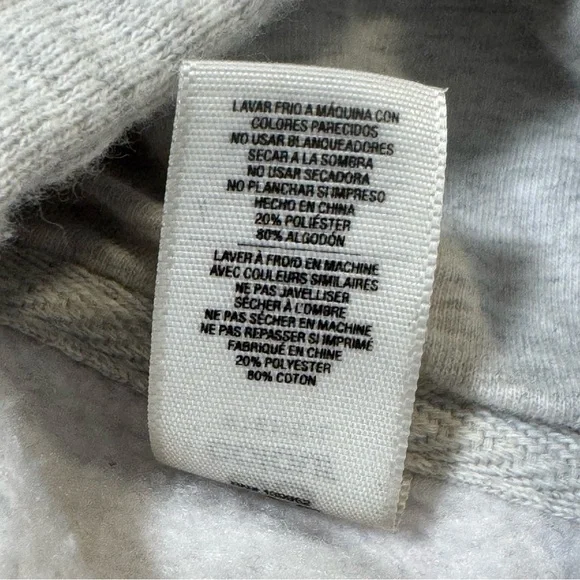 LAVAR FRIO A MÁQUINA CON
COLORES PARECIDOS
NO USAR BLANQUEADORES
SECAR A LA SOMBRA
NO USAR SECADORA
NO PLANCHAR SI IMPRESO
HECHO EN CHINA
20% POLIÉSTER
80% ALGODÓN
LAVER À FROID EN MACHINE
AVEC COULEURS SIMILAIRES
NE PAS JAVELLISER
SÉCHER À L'OMBRE
NE PAS SÉCHER EN MACHINE
NE PAS REPASSER SI IMPRIMÉ
FABRIQUÉ EN CHINE
20% POLYESTER
80% COTON